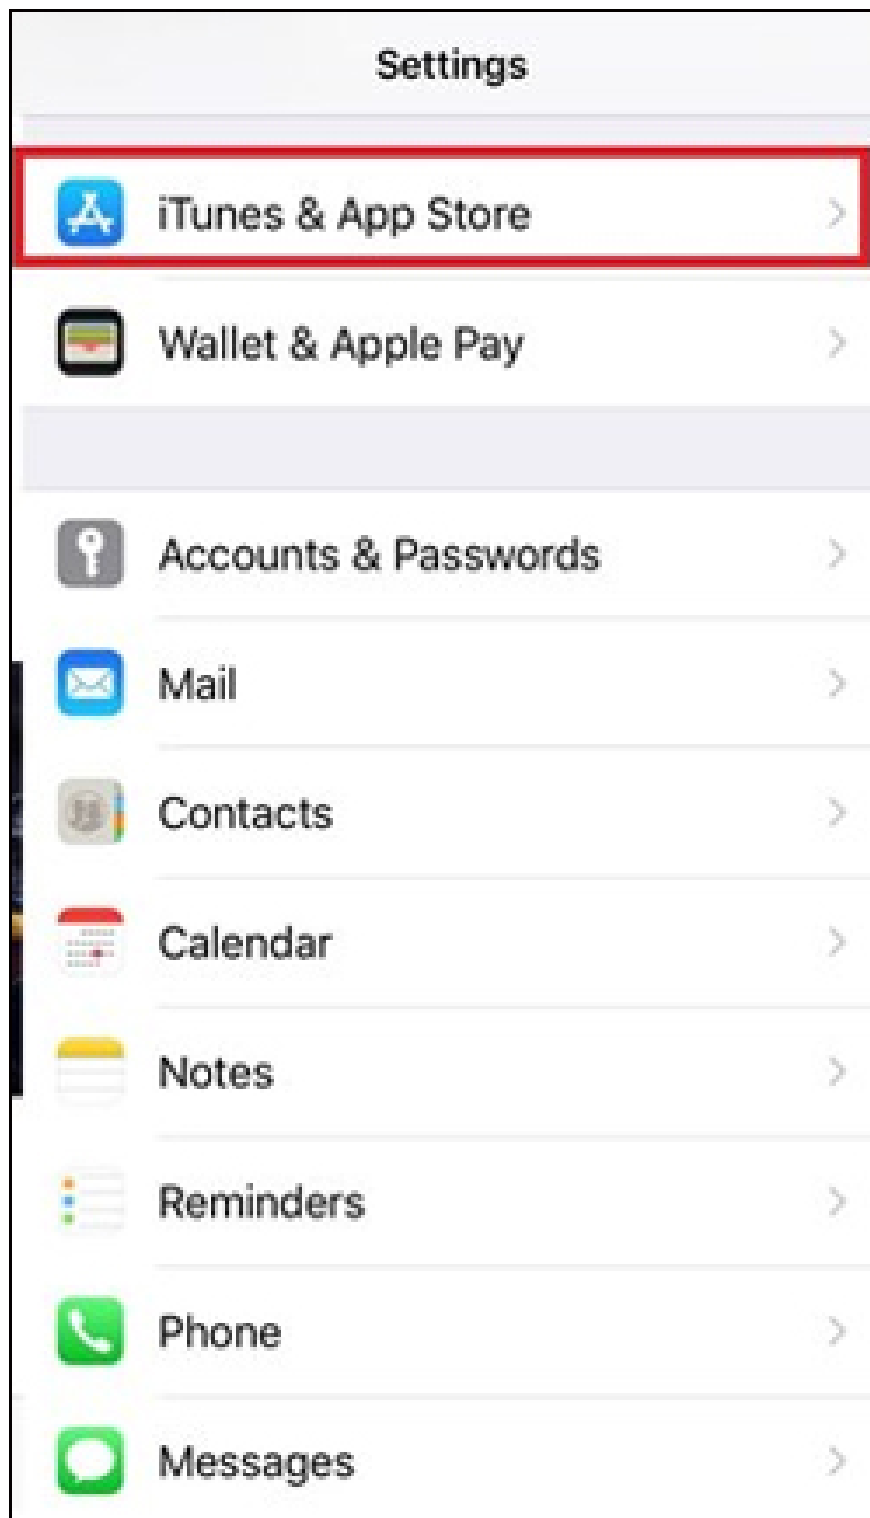 Settings
iTunes & App Store
Wallet & Apple Pay
Accounts & Passwords
Mail
Contacts
Calendar
Notes
Reminders
Phone
Messages